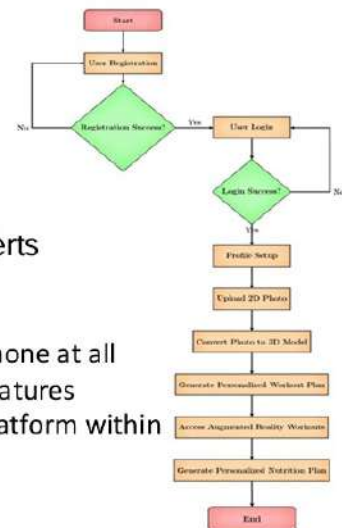 Start
User Registration
Registration Success?
No
Yes
User Login
Login Success?
No
Yes
Profile Setup
Upload 2D Photo
Convert Photo to 3D Model
Generate Personalized Workout Plan
Access Augmented Reality Workouts
Generate Personalized Nutrition Plan
End
erts
none at all
atures
atform within